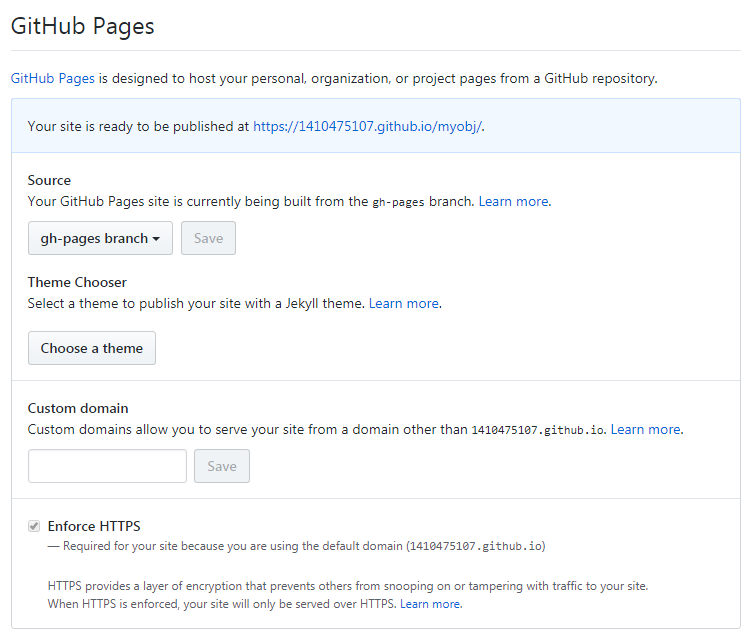 GitHub Pages
GitHub Pages is designed to host your personal, organization, or project pages from a GitHub repository.
Your site is ready to be published at https://1410475107.github.io/myobj/.
Source
Your GitHub Pages site is currently being built from the gh-pages branch. Learn more.
gh-pages branch Save
Theme Chooser
Select a theme to publish your site with a Jekyll theme. Learn more.
Choose a theme
Custom domain
Custom domains allow you to serve your site from a domain other than 1410475107.github.io. Learn more.
Save
Enforce HTTPS
— Required for your site because you are using the default domain (1410475107.github.io)
HTTPS provides a layer of encryption that prevents others from snooping on or tampering with traffic to your site.
When HTTPS is enforced, your site will only be served over HTTPS. Learn more.